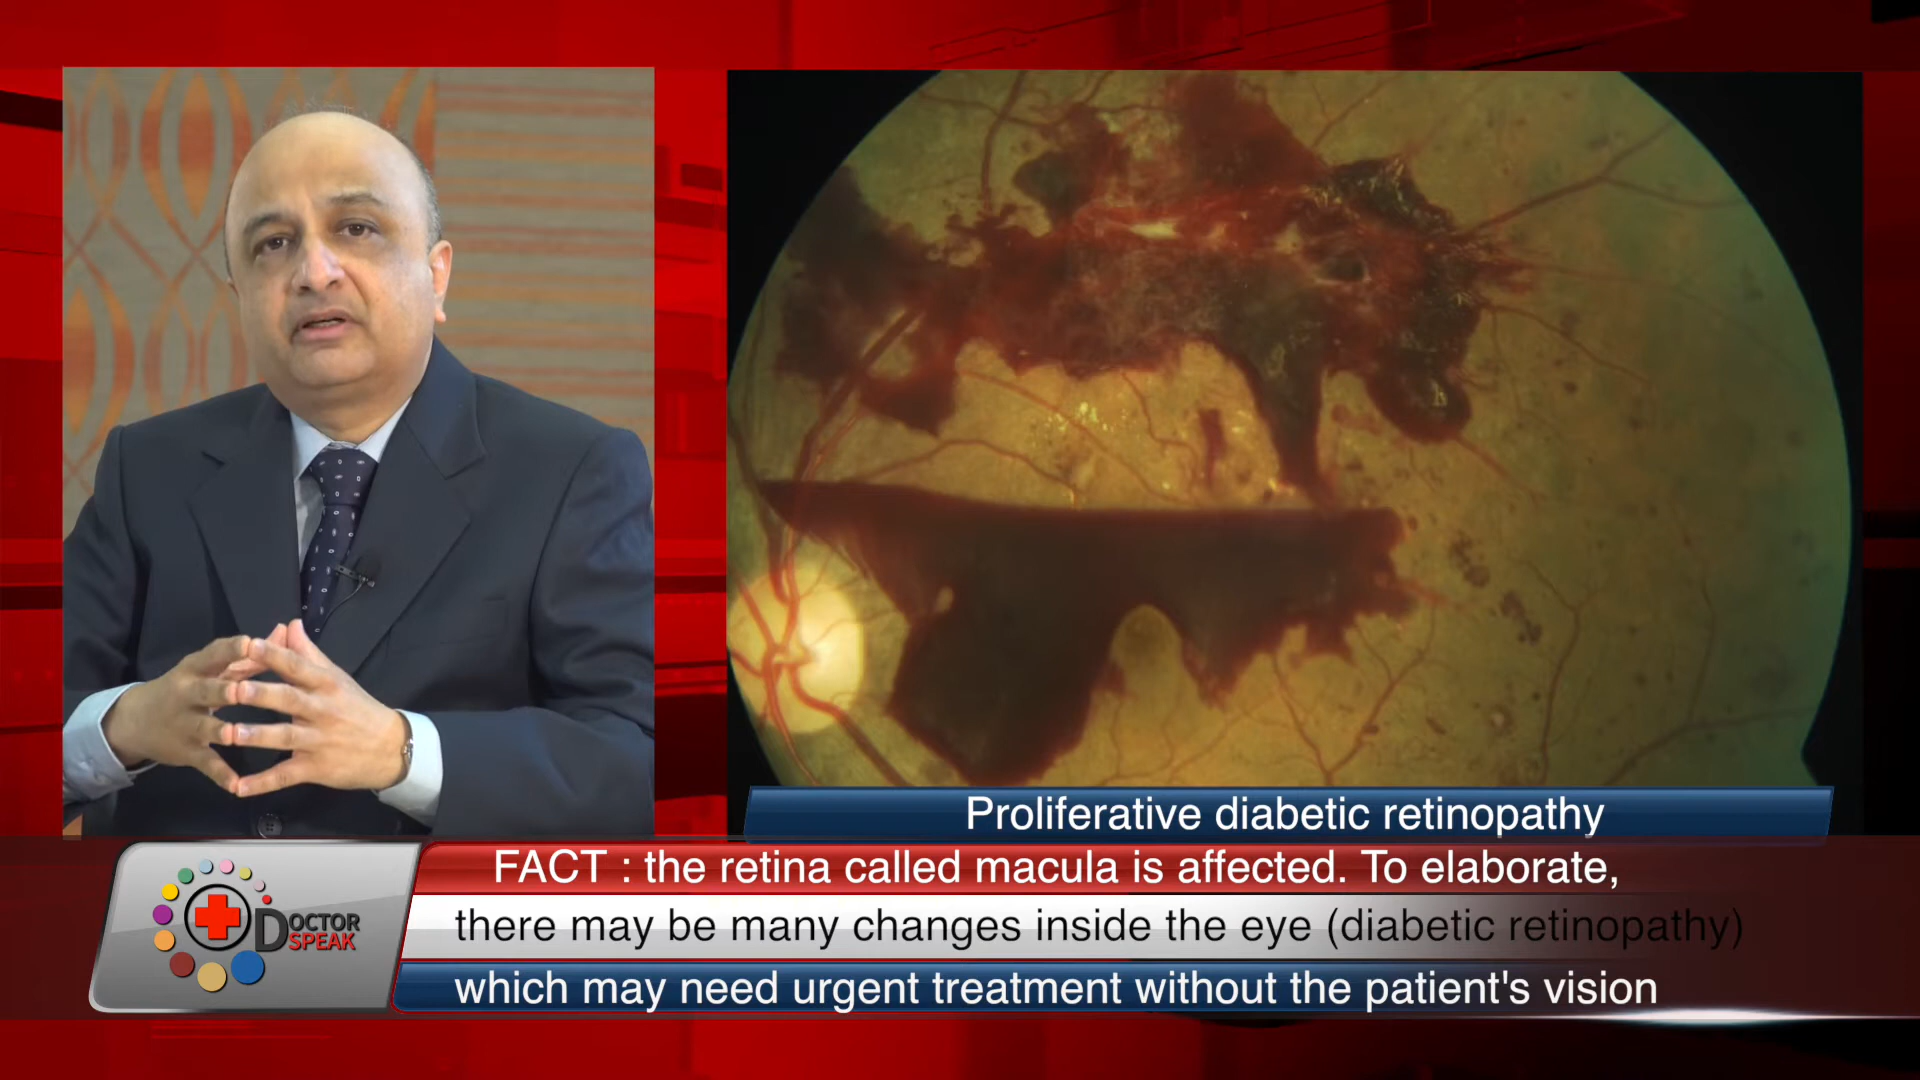 Proliferative diabetic retinopathy
FACT : the retina called macula is affected. To elaborate,
there may be many changes inside the eye (diabetic retinopathy)
which may need urgent treatment without the patient's vision
DOCTOR
SPEAK